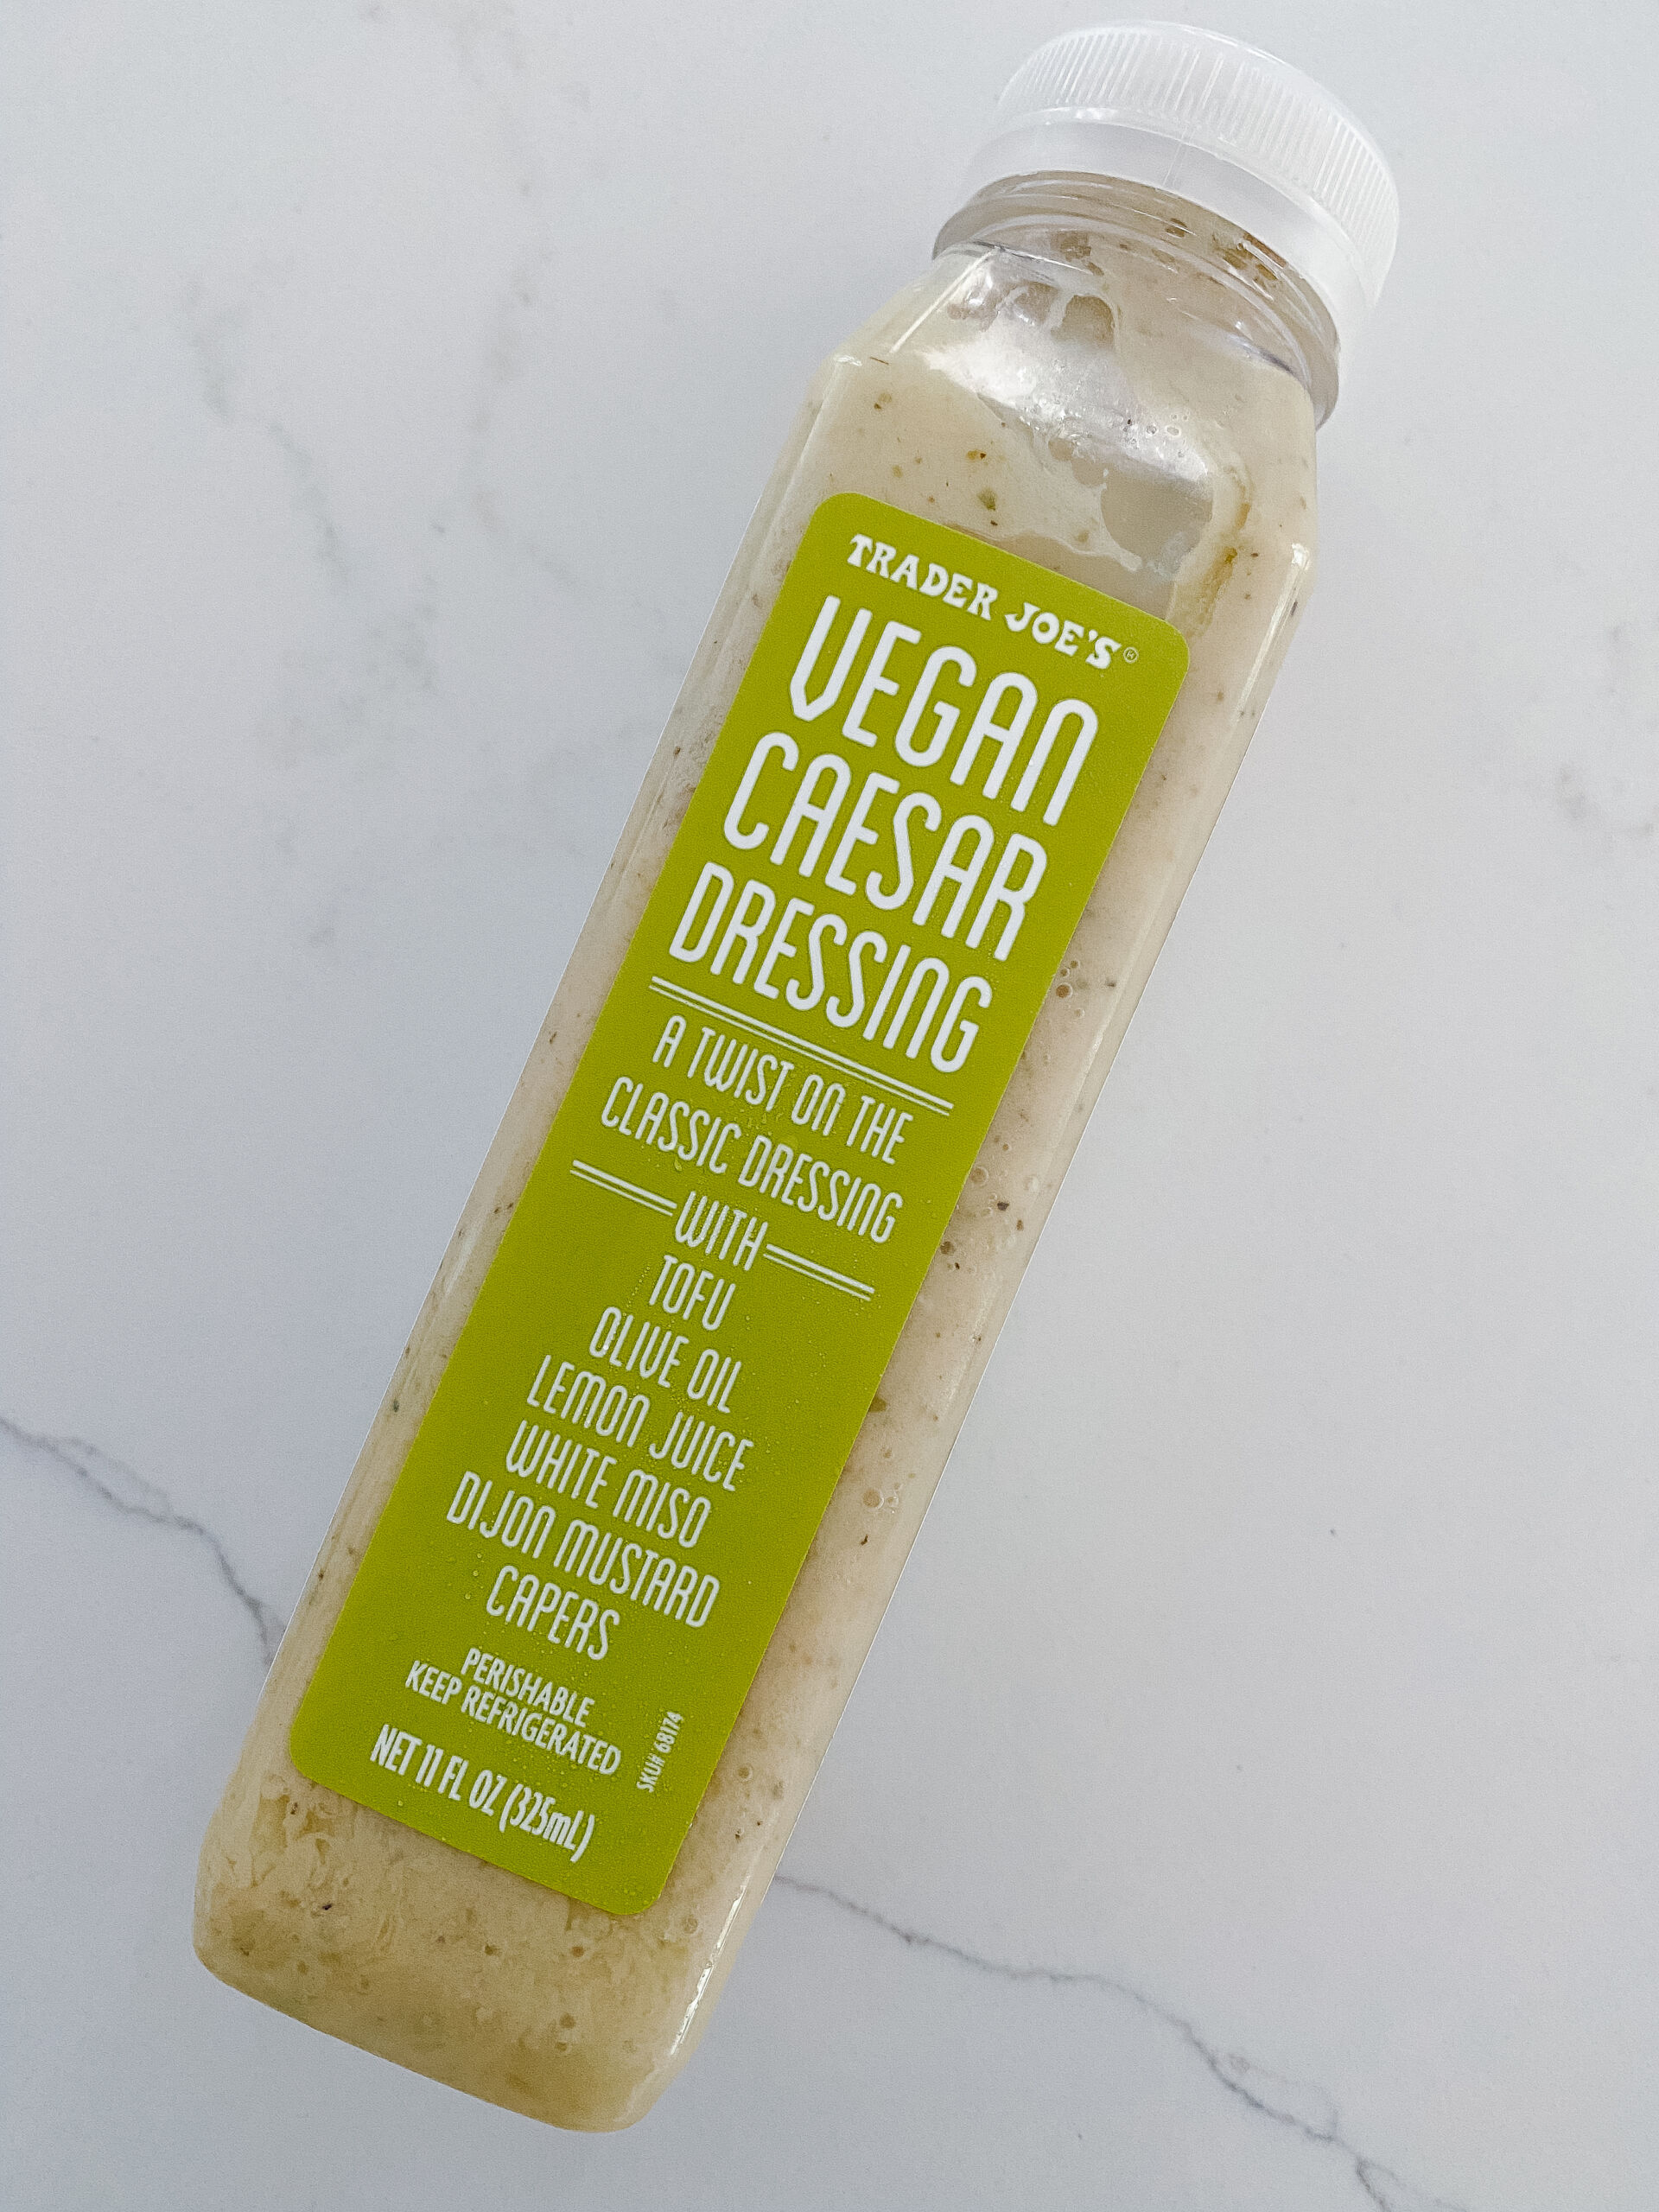 TRADER JOE'S®
VEGAN
CAESAR
DRESSING
A TWIST ON THE
CLASSIC DRESSING
WITH
TOFU
OLIVE OIL
LEMON JUICE
WHITE MISO
DIJON MUSTARD
CAPERS
PERISHABLE
KEEP REFRIGERATED
SKU# 68174
NET 11 FL OZ (325mL)